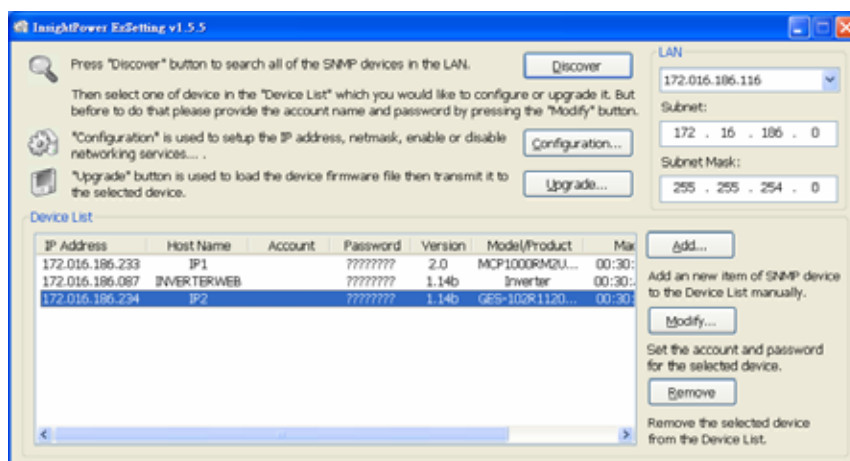 InsightPower EzSetting v1.5.5
Press "Discover" button to search all of the SNMP devices in the LAN.
Discover
Then select one of device in the "Device List" which you would like to configure or upgrade it. But
before to do that please provide the account name and password by pressing the "Modify" button.
"Configuration" is used to setup the IP address, netmask, enable or disable
networking services... .
Configuration...
"Upgrade" button is used to load the device firmware file then transmit it to
the selected device.
Upgrade...
LAN
172.016.186.116
Subnet:
172 . 16 . 186 . 0
Subnet Mask:
255 . 255 . 254 . 0
Device List
IP Address Host Name Account Password Version Model/Product Mac
172.016.186.233 IP1 ???????? 2.0 MCP1000RM2U... 00:30:
172.016.186.087 INVERTERWEB ???????? 1.14b Inverter 00:30:
172.016.186.234 IP2 ???????? 1.14b GES-102R1120... 00:30:
Add...
Add an new item of SNMP device
to the Device List manually.
Modify...
Set the account and password
for the selected device.
Remove
Remove the selected device
from the Device List.